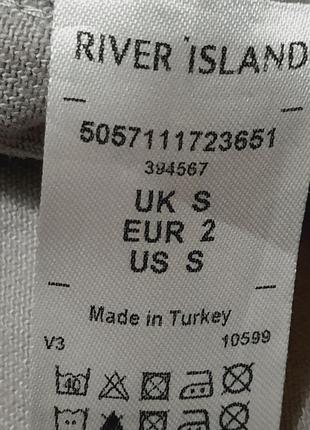 RIVER ISLAND
5057111723651
394567
UK S
EUR 2
US S
Made in Turkey
V3 10599
40